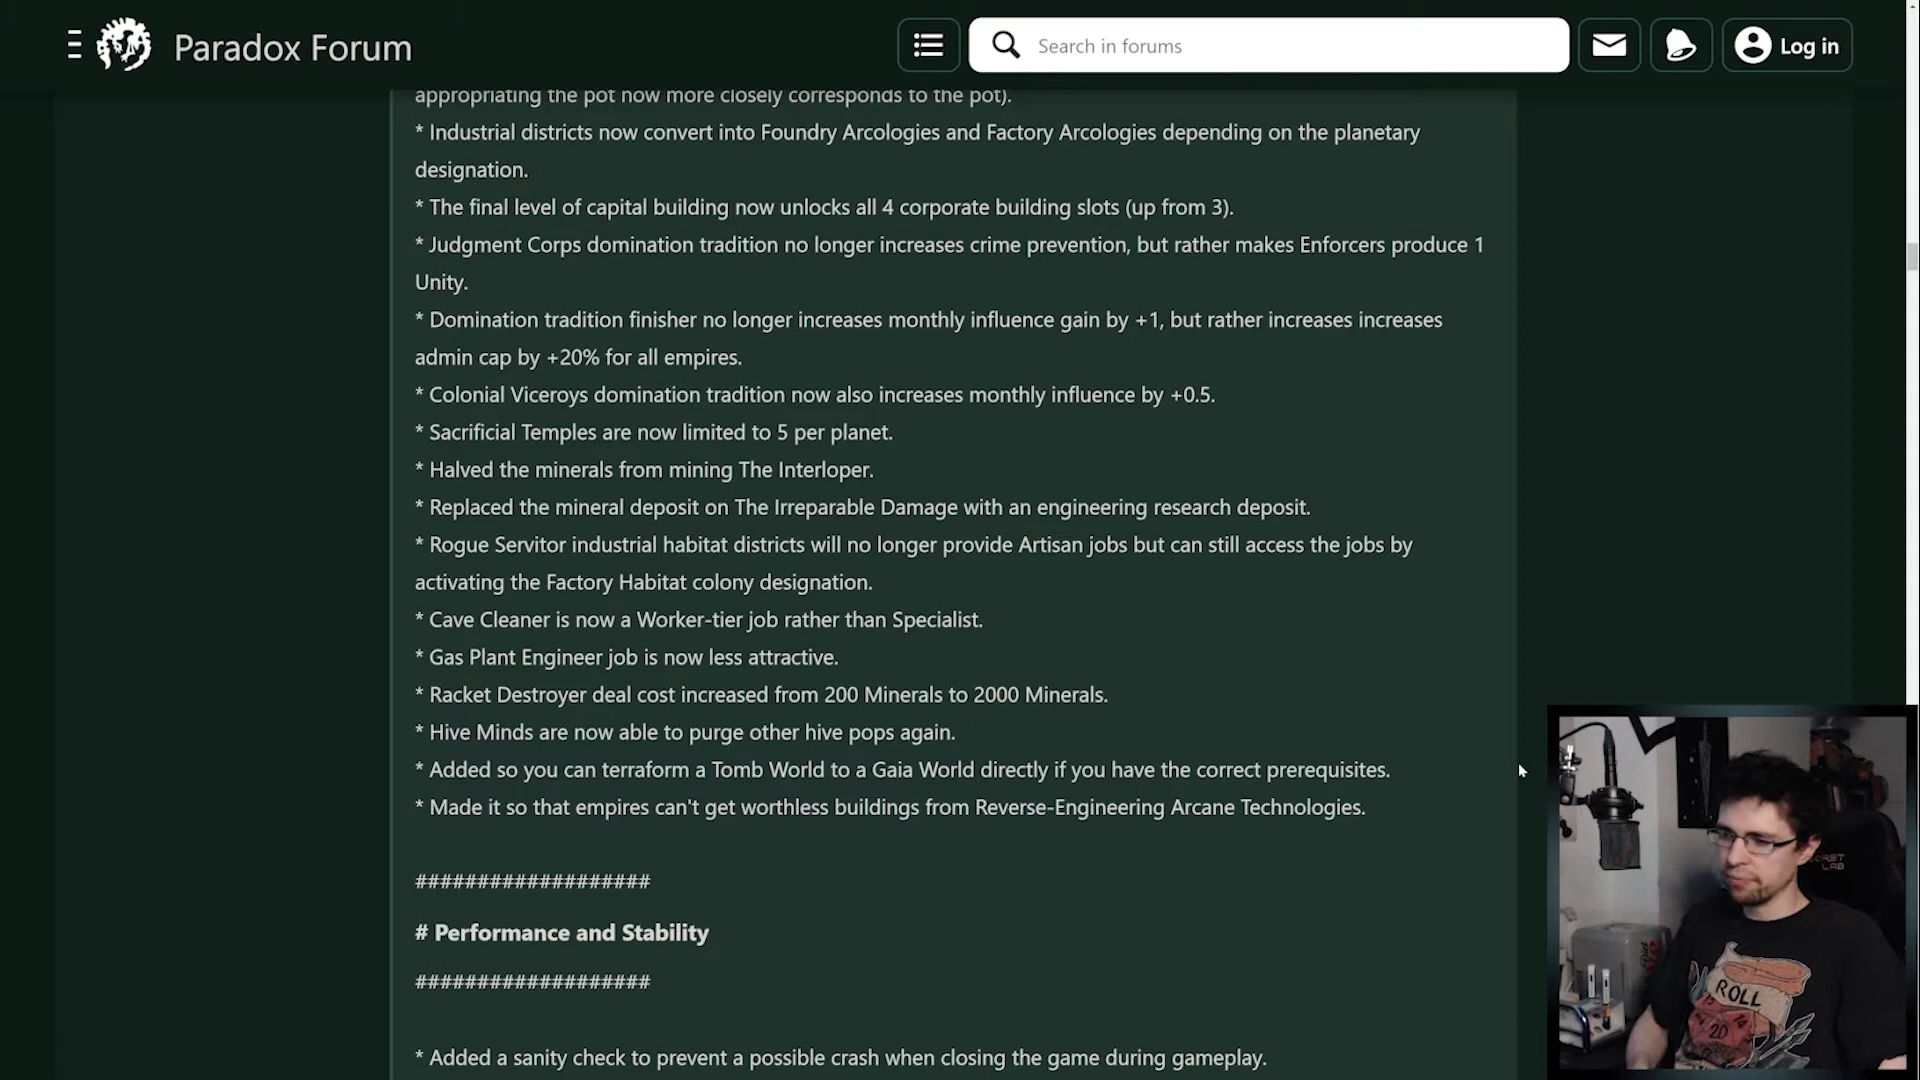 Paradox Forum
Search in forums
Log in
appropriating the pot now more closely corresponds to the pot).
* Industrial districts now convert into Foundry Arcologies and Factory Arcologies depending on the planetary
designation.
* The final level of capital building now unlocks all 4 corporate building slots (up from 3).
* Judgment Corps domination tradition no longer increases crime prevention, but rather makes Enforcers produce 1
Unity.
* Domination tradition finisher no longer increases monthly influence gain by +1, but rather increases increases
admin cap by +20% for all empires.
* Colonial Viceroys domination tradition now also increases monthly influence by +0.5.
* Sacrificial Temples are now limited to 5 per planet.
* Halved the minerals from mining The Interloper.
* Replaced the mineral deposit on The Irreparable Damage with an engineering research deposit.
* Rogue Servitor industrial habitat districts will no longer provide Artisan jobs but can still access the jobs by
activating the Factory Habitat colony designation.
* Cave Cleaner is now a Worker-tier job rather than Specialist.
* Gas Plant Engineer job is now less attractive.
* Racket Destroyer deal cost increased from 200 Minerals to 2000 Minerals.
* Hive Minds are now able to purge other hive pops again.
* Added so you can terraform a Tomb World to a Gaia World directly if you have the correct prerequisites.
* Made it so that empires can't get worthless buildings from Reverse-Engineering Arcane Technologies.
###################
# Performance and Stability
###################
* Added a sanity check to prevent a possible crash when closing the game during gameplay.
LAB
ROLL
20